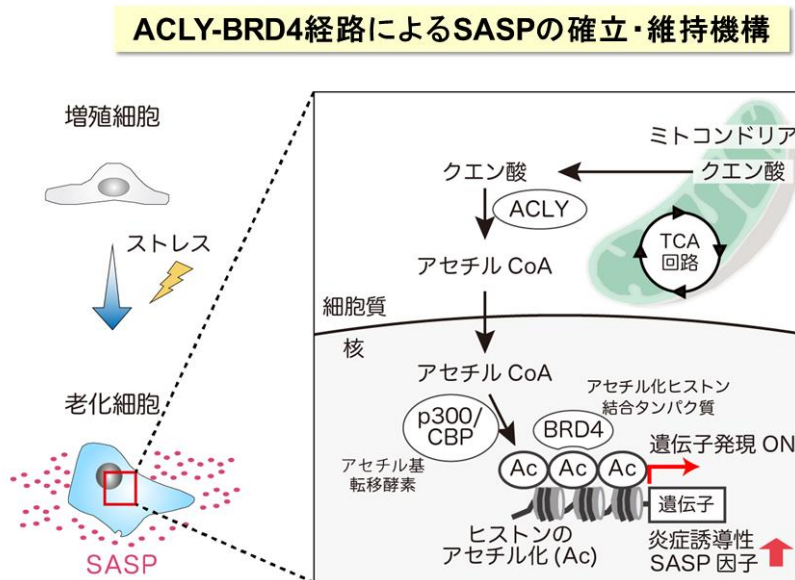 ACLY-BRD4経路によるSASPの確立・維持機構
増殖細胞
ストレス
老化細胞
SASP
ミトコンドリア
クエン酸
クエン酸
ACLY
TCA
回路
アセチル CoA
細胞質
核
アセチル CoA
p300/
CBP
アセチル基
転移酵素
アセチル化ヒストン
結合タンパク質
BRD4
遺伝子発現 ON
Ac
Ac
Ac
遺伝子
ヒストンの
アセチル化 (Ac)
炎症誘導性
SASP 因子